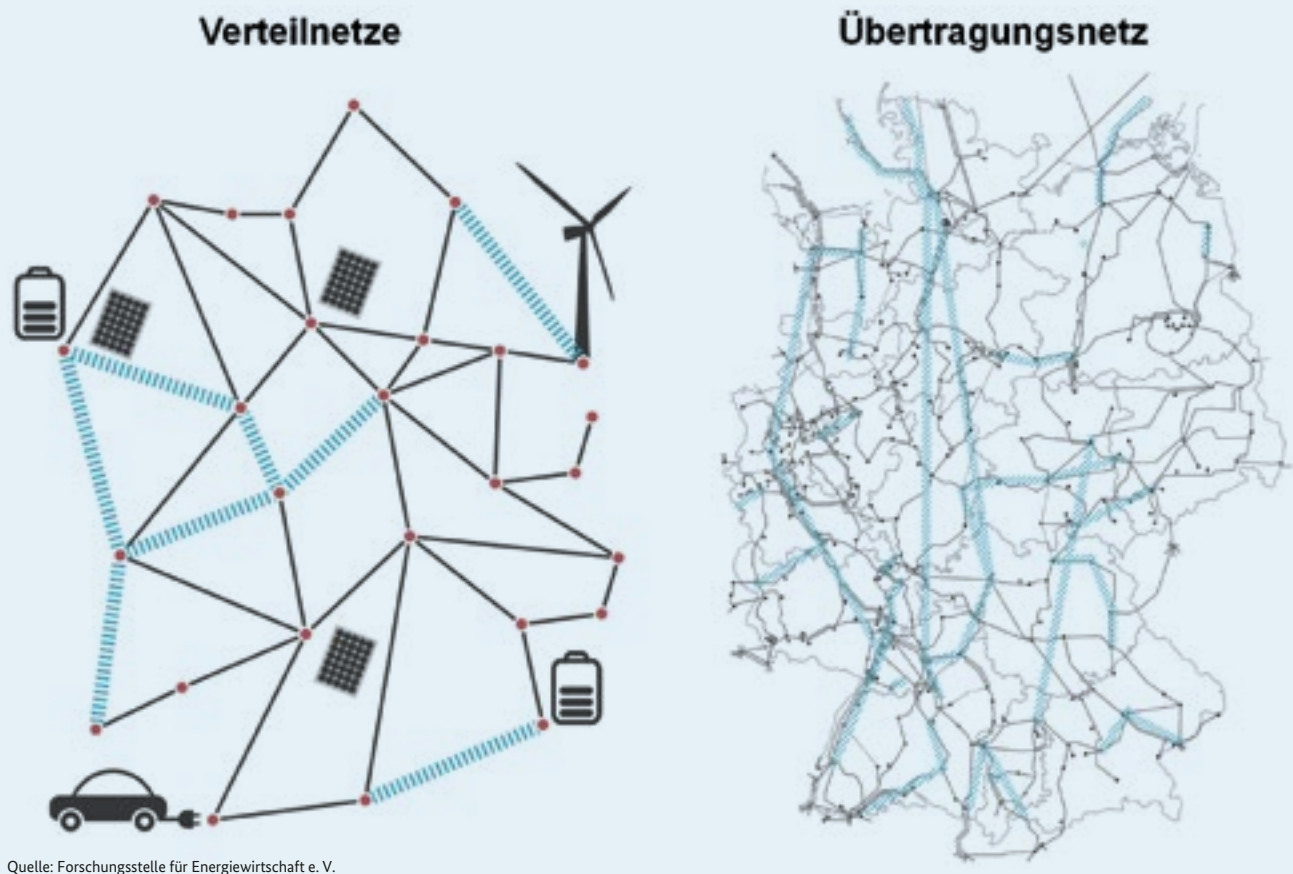 Verteilnetze
Übertragungsnetz
Quelle: Forschungsstelle für Energiewirtschaft e. V.